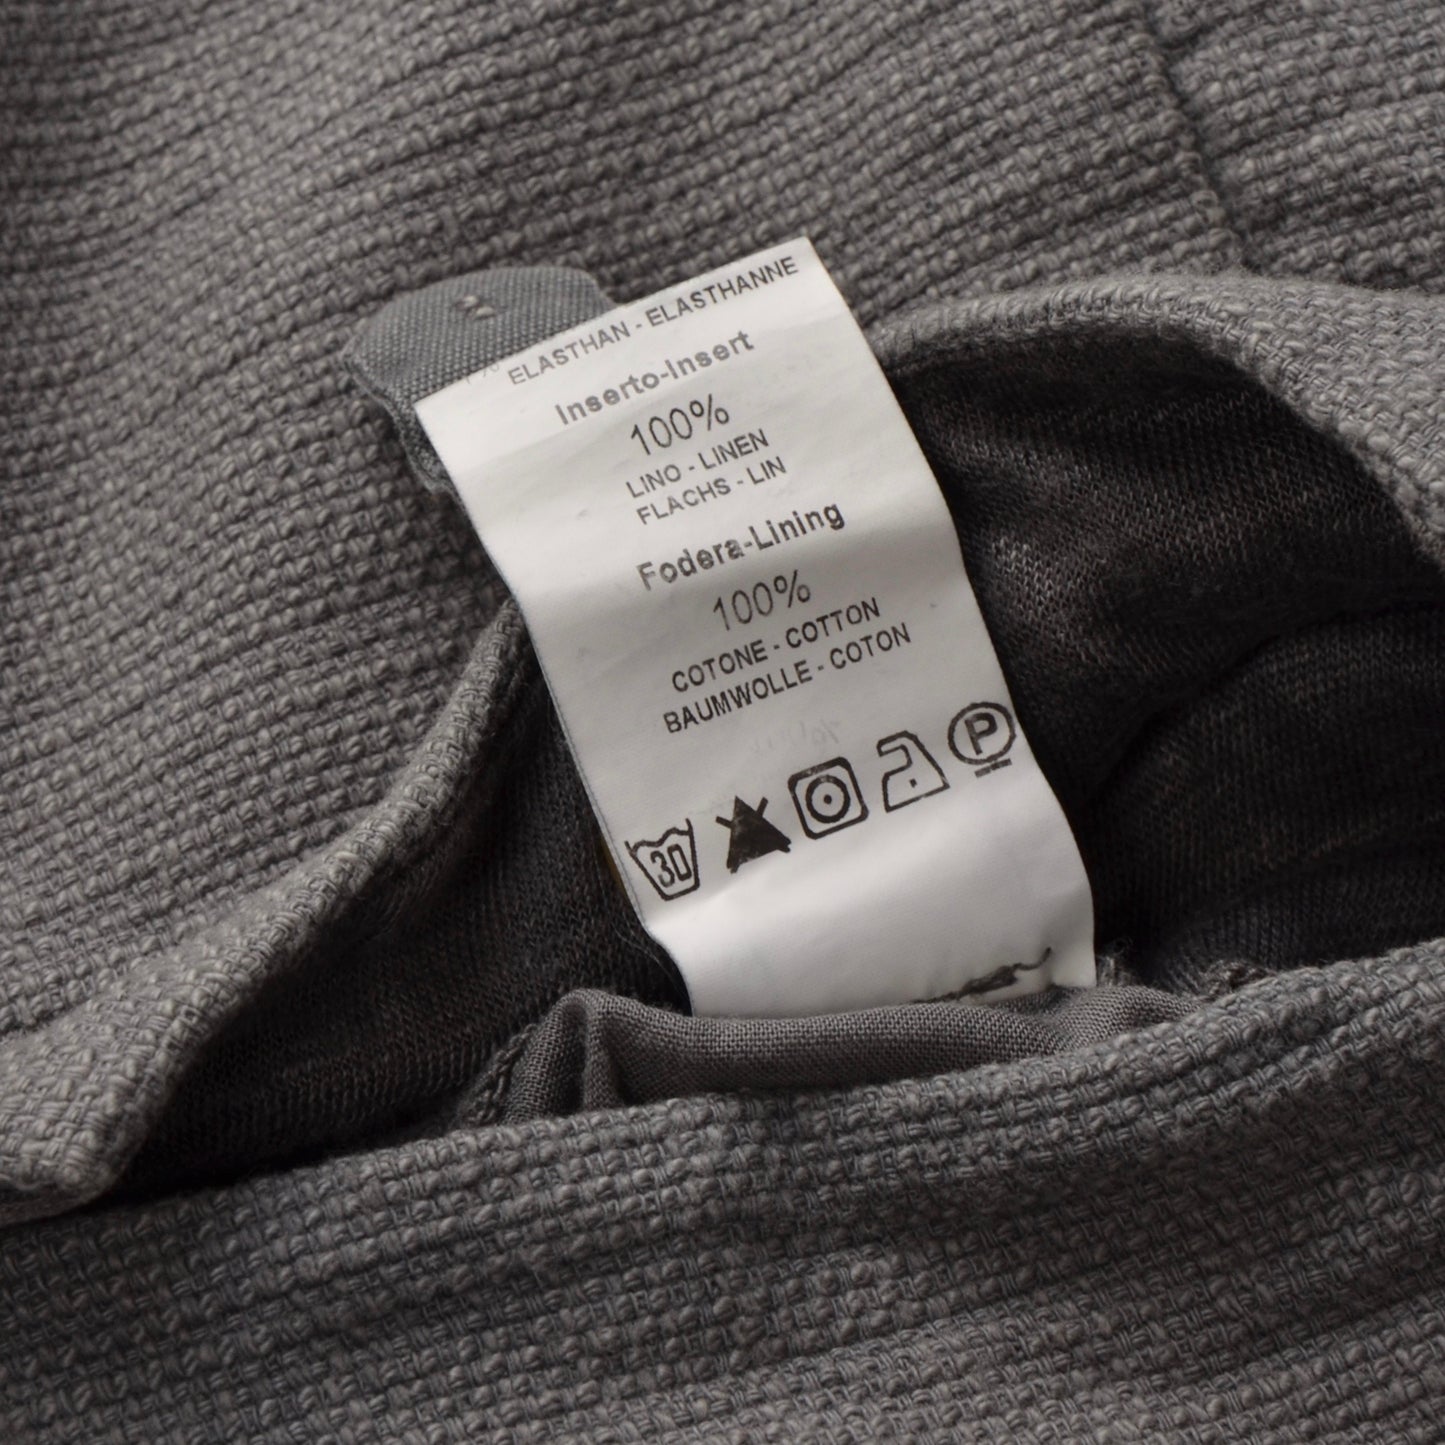 ELASTHAN - ELASTHANNE
Inserto-Insert
100%
LINO - LINEN
FLACHS - LIN
Fodera-Lining
100%
COTONE - COTTON
BAUMWOLLE - COTON
30
P